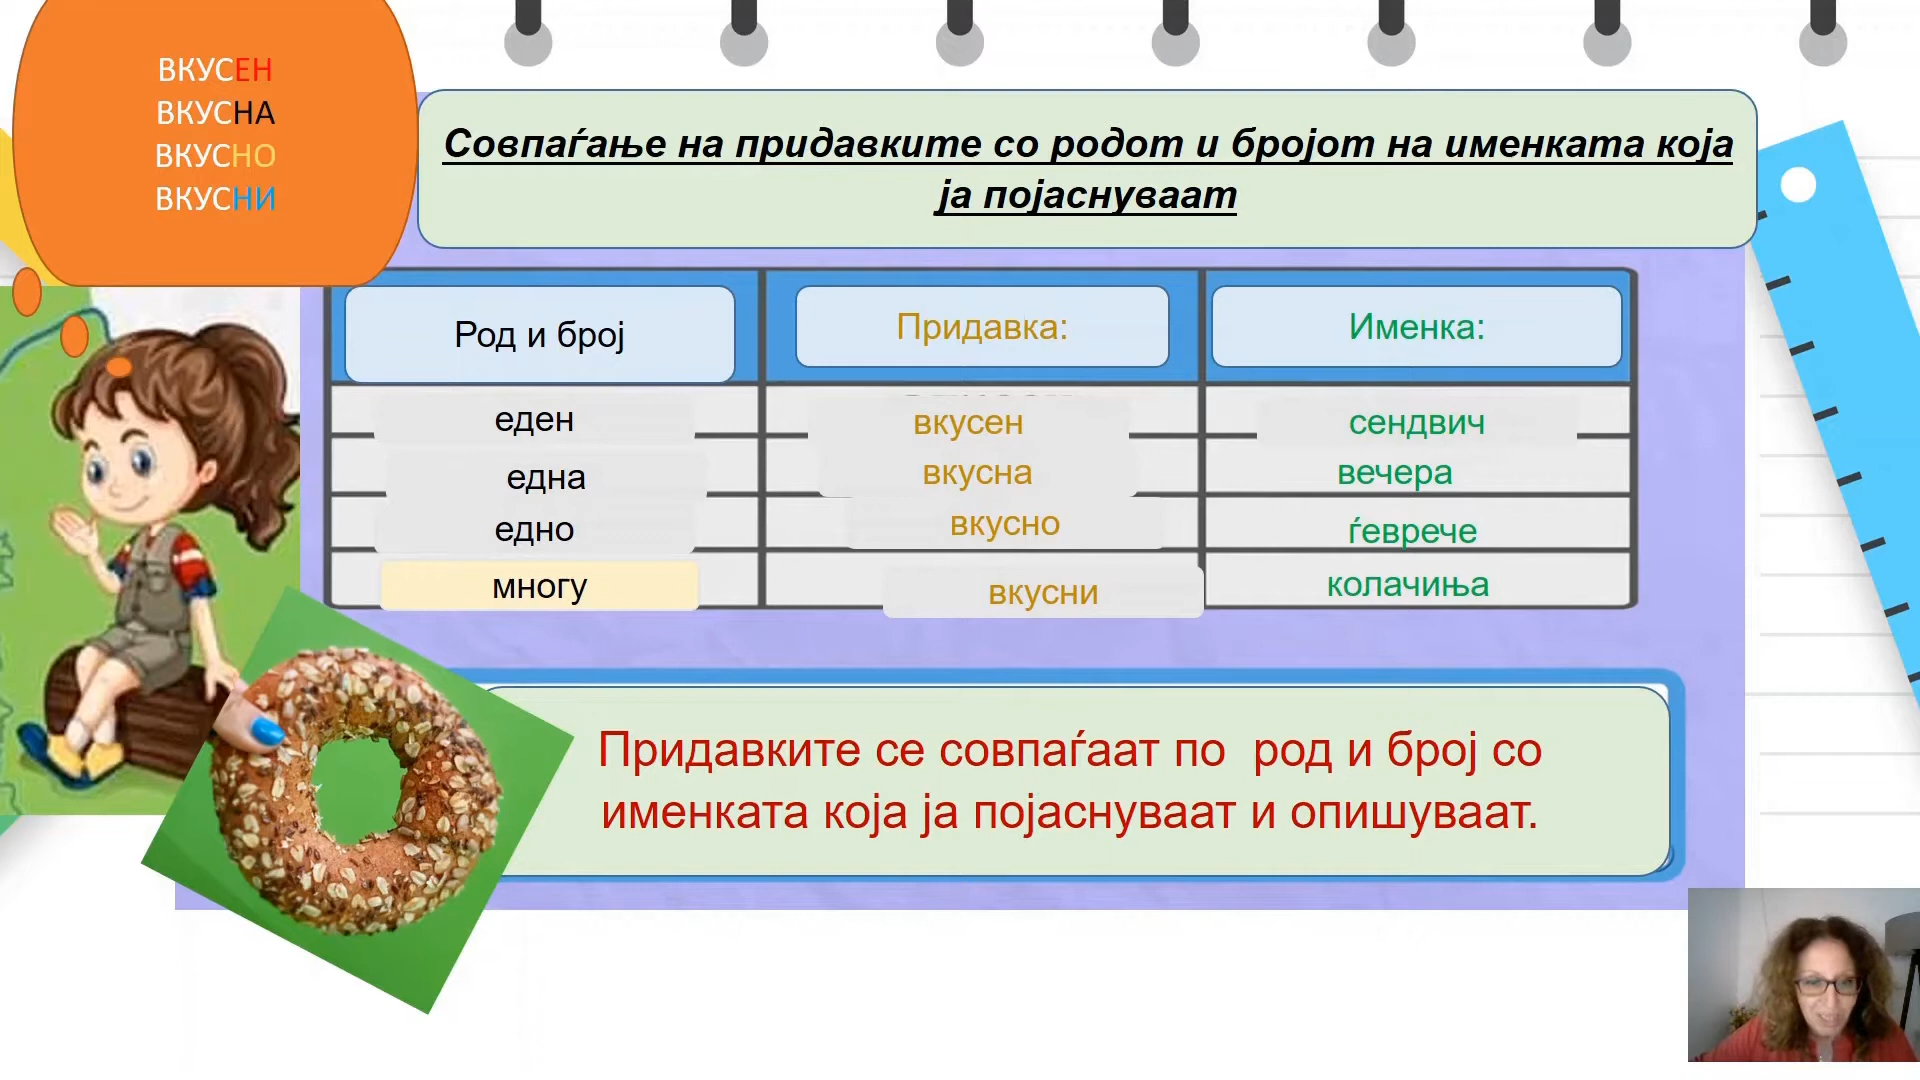 ВКУСЕН
ВКУСНА
ВКУСНО
ВКУСНИ
Совпаѓање на придавките со родот и бројот на именката која
ја појаснуваат
Род и број Придавка: Именка:
еден вкусен сендвич
една вкусна вечера
едно вкусно ѓеврече
многу вкусни колачиња
Придавките се совпаѓаат по род и број со
именката која ја појаснуваат и опишуваат.